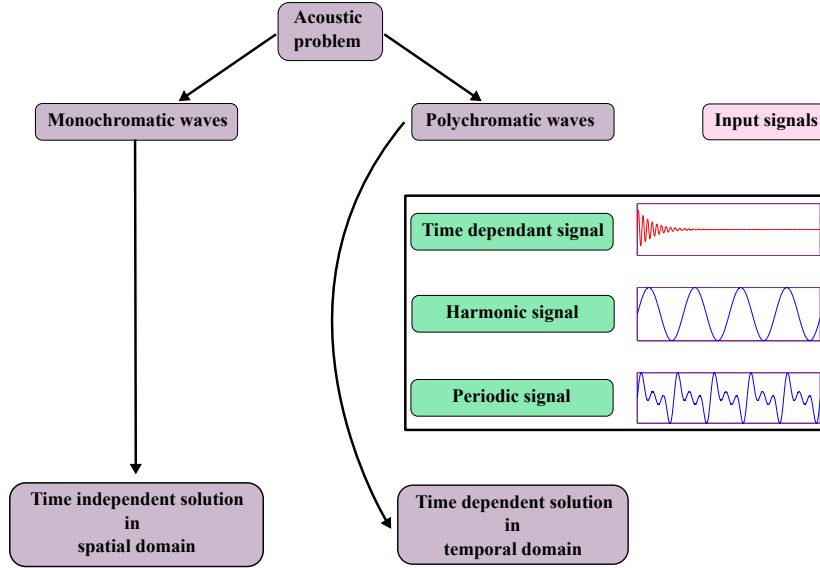 Acoustic
problem
Monochromatic waves
Polychromatic waves
Input signals
Time dependant signal
Harmonic signal
Periodic signal
Time independent solution
in
spatial domain
Time dependent solution
in
temporal domain